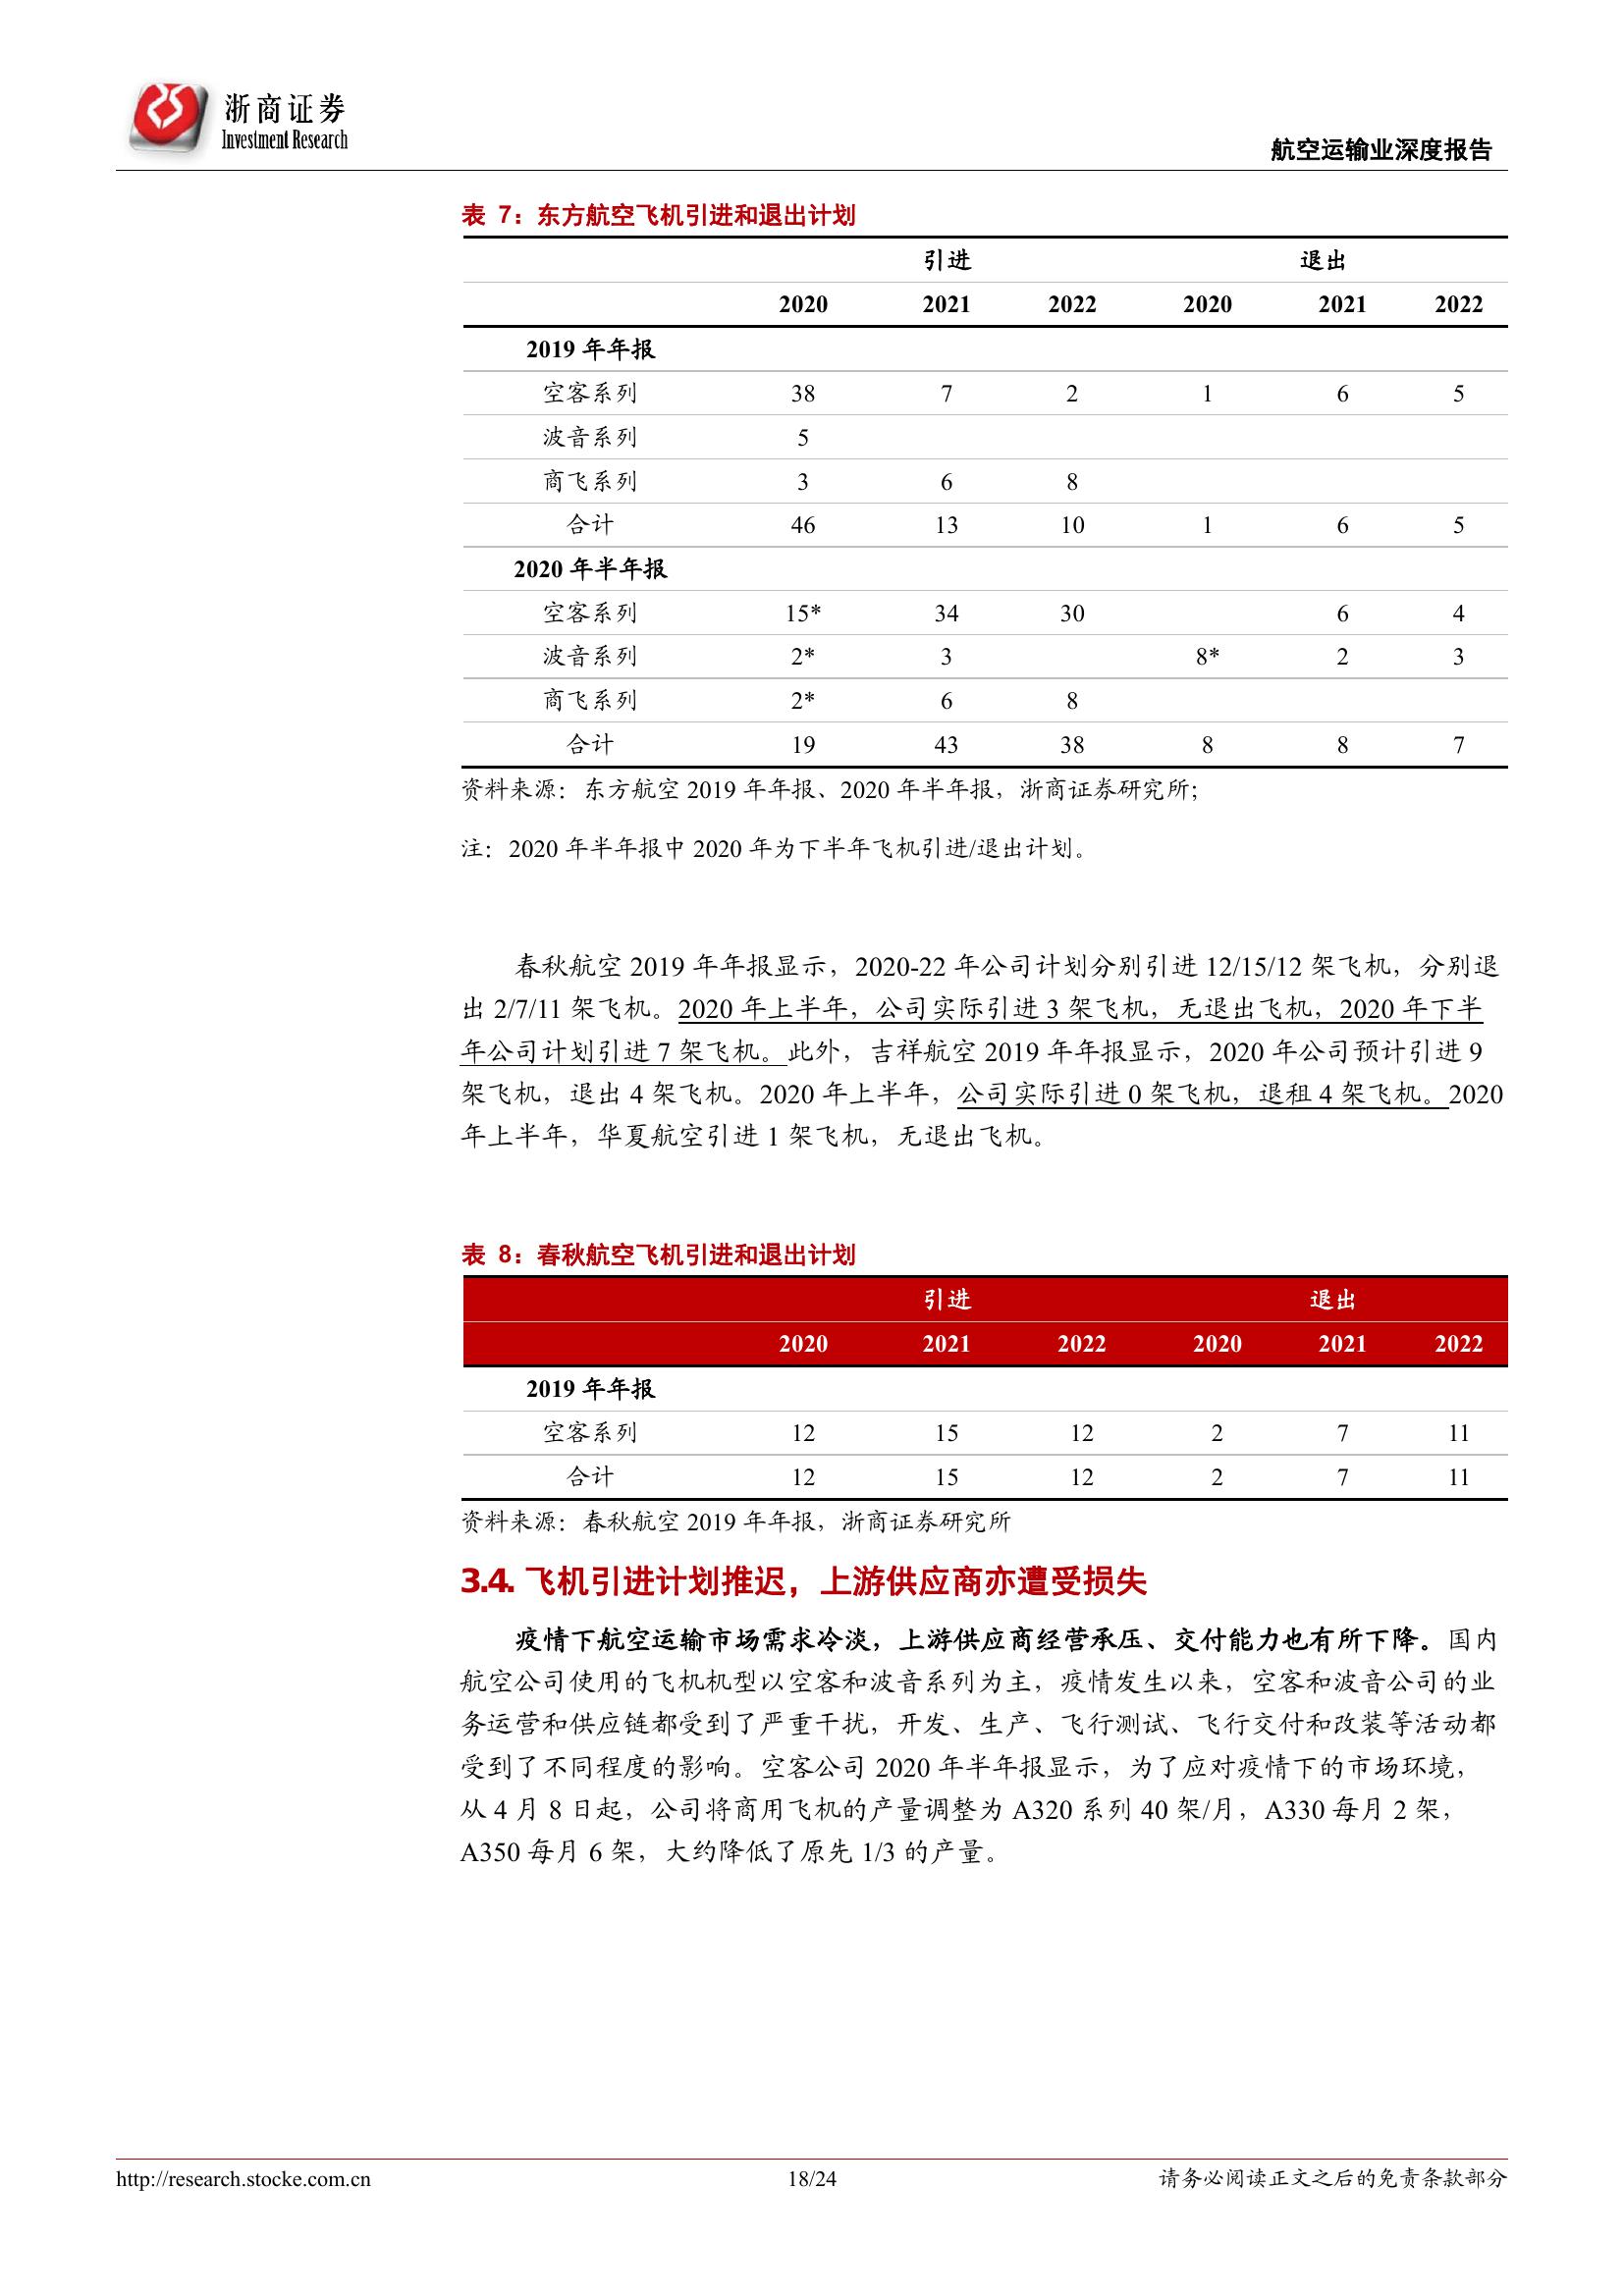 浙商证券
Investment Research
航空运输业深度报告
表 7：东方航空飞机引进和退出计划
引进 退出
2020 2021 2022 2020 2021 2022
2019 年年报
空客系列 38 7 2 1 6 5
波音系列 5
商飞系列 3 6 8
合计 46 13 10 1 6 5
2020 年半年报
空客系列 15* 34 30 6 4
波音系列 2* 3 8* 2 3
商飞系列 2* 6 8
合计 19 43 38 8 8 7
资料来源：东方航空 2019 年年报、2020 年半年报，浙商证券研究所；
注：2020 年半年报中 2020 年为下半年飞机引进/退出计划。
春秋航空 2019 年年报显示，2020-22 年公司计划分别引进 12/15/12 架飞机，分别退
出 2/7/11 架飞机。2020 年上半年，公司实际引进 3 架飞机，无退出飞机，2020 年下半
年公司计划引进 7 架飞机。此外，吉祥航空 2019 年年报显示，2020 年公司预计引进 9
架飞机，退出 4 架飞机。2020 年上半年，公司实际引进 0 架飞机，退租 4 架飞机。2020
年上半年，华夏航空引进 1 架飞机，无退出飞机。
表 8：春秋航空飞机引进和退出计划
引进 退出
2020 2021 2022 2020 2021 2022
2019 年年报
空客系列 12 15 12 2 7 11
合计 12 15 12 2 7 11
资料来源：春秋航空 2019 年年报，浙商证券研究所
3.4. 飞机引进计划推迟，上游供应商亦遭受损失
疫情下航空运输市场需求冷淡，上游供应商经营承压、交付能力也有所下降。国内
航空公司使用的飞机机型以空客和波音系列为主，疫情发生以来，空客和波音公司的业
务运营和供应链都受到了严重干扰，开发、生产、飞行测试、飞行交付和改装等活动都
受到了不同程度的影响。空客公司 2020 年半年报显示，为了应对疫情下的市场环境，
从 4 月 8 日起，公司将商用飞机的产量调整为 A320 系列 40 架/月，A330 每月 2 架，
A350 每月 6 架，大约降低了原先 1/3 的产量。
http://research.stocke.com.cn 18/24 请务必阅读正文之后的免责条款部分